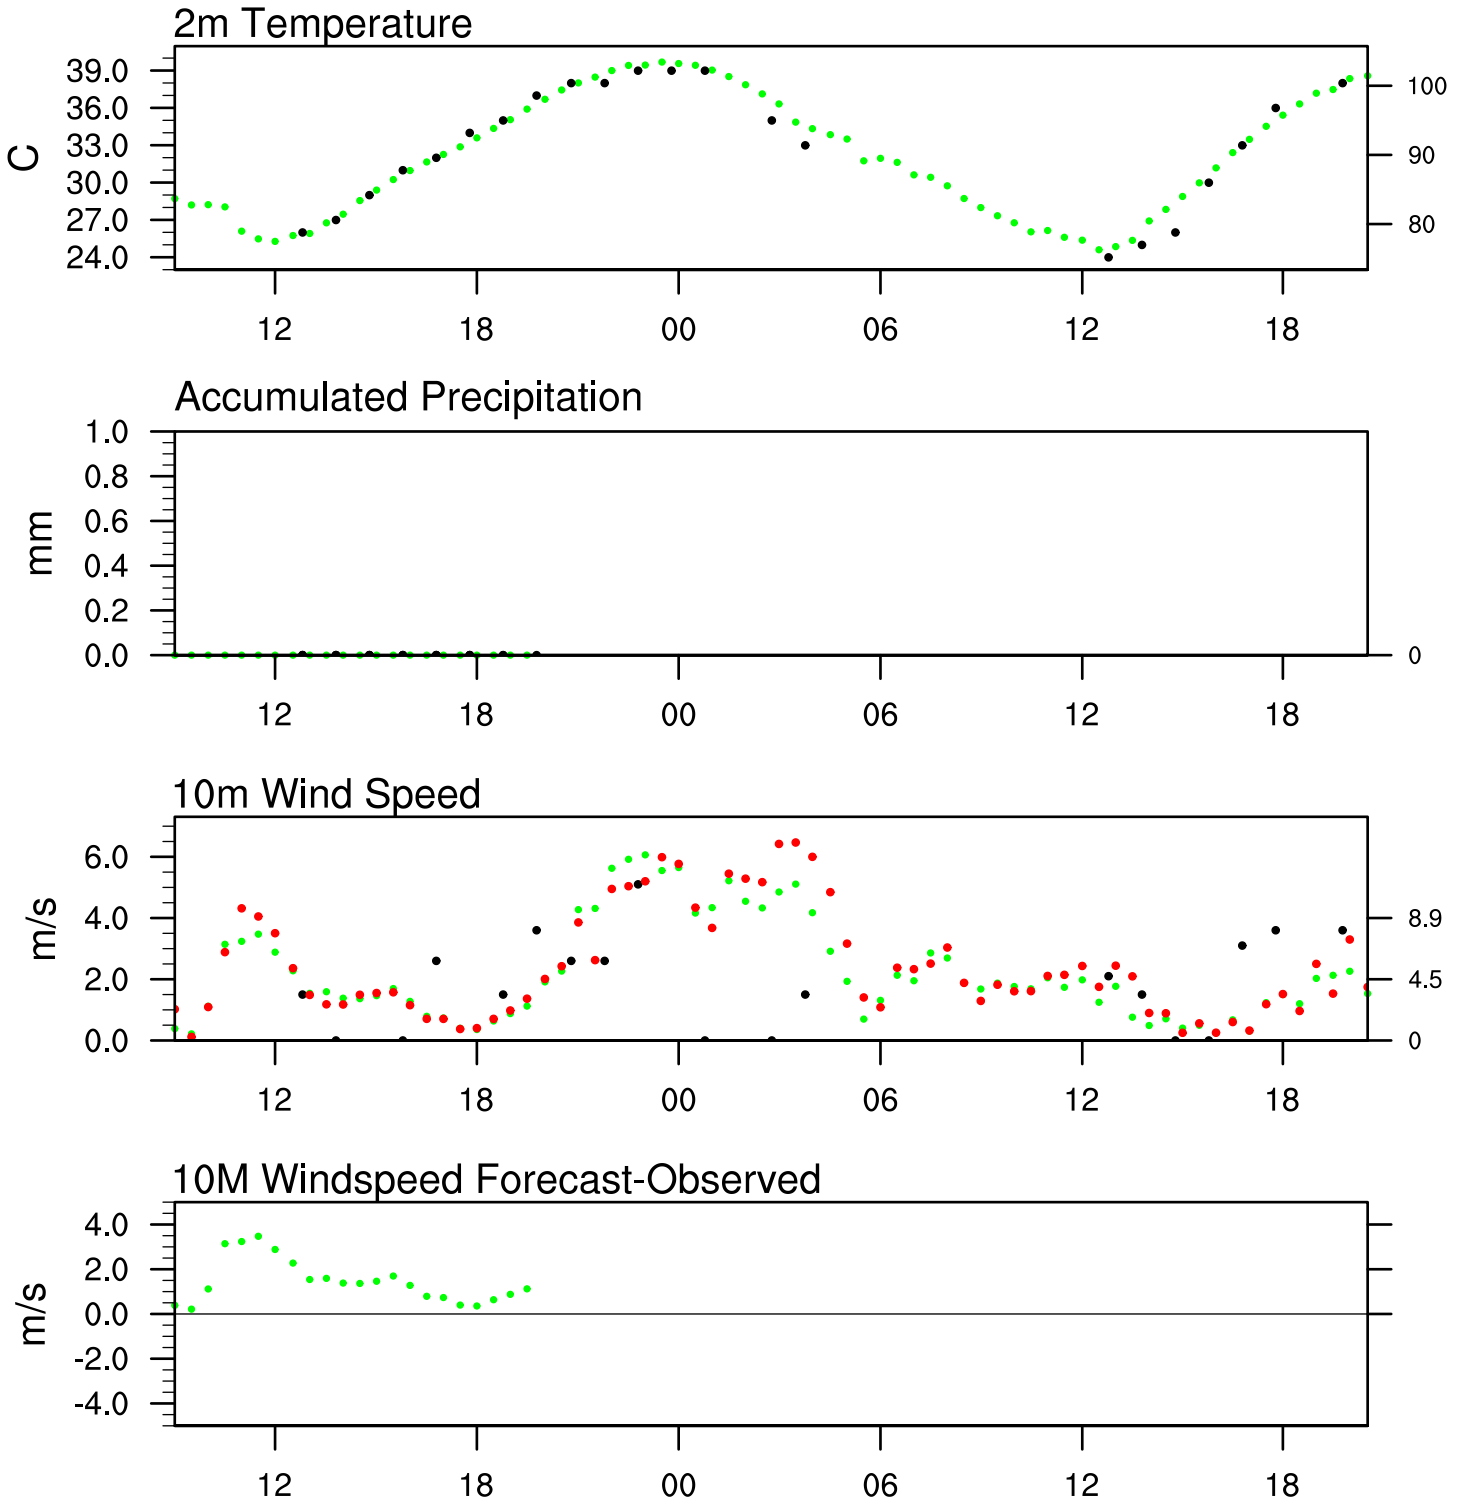 2m Temperature
39.0
36.0
33.0
30.0
27.0
24.0
C
100
90
80
12 18 00 06 12 18
Accumulated Precipitation
1.0
0.8
0.6
0.4
0.2
0.0
mm
0
12 18 00 06 12 18
10m Wind Speed
6.0
4.0
2.0
0.0
m/s
8.9
4.5
0
12 18 00 06 12 18
10M Windspeed Forecast-Observed
4.0
2.0
0.0
-2.0
-4.0
m/s
12 18 00 06 12 18